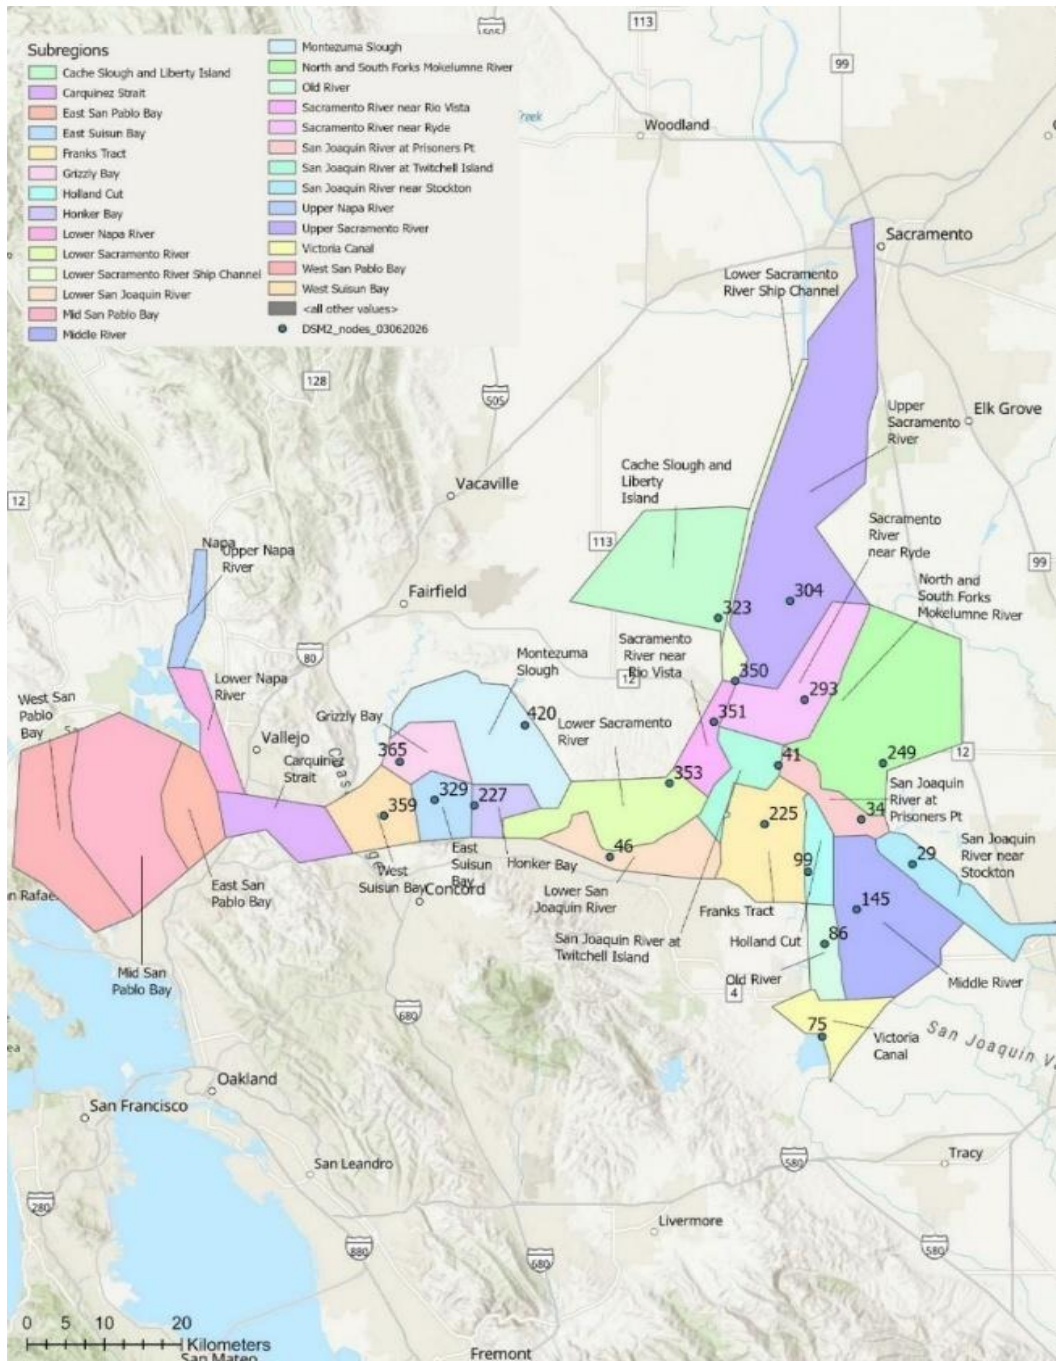 Subregions
Cache Slough and Liberty Island
Carquinez Strait
East San Pablo Bay
East Suisun Bay
Franks Tract
Grizzly Bay
Holland Cut
Honker Bay
Lower Napa River
Lower Sacramento River
Lower Sacramento River Ship Channel
Lower San Joaquin River
Mid San Pablo Bay
Middle River
Montezuma Slough
North and South Forks Mokelumne River
Old River
Sacramento River near Rio Vista
Sacramento River near Ryde
San Joaquin River at Prisoners Pt
San Joaquin River at Twitchell Island
San Joaquin River near Stockton
Upper Napa River
Upper Sacramento River
Victoria Canal
West San Pablo Bay
West Suisun Bay
<all other values>
DSM2_nodes_03062026
113
505
99
Creek
Woodland
Sacramento
Lower Sacramento
River Ship Channel
128
505
Upper
Sacramento
River
Elk Grove
Cache Slough and
Liberty
Island
Vacaville
12
113
Sacramento
River
near Ryde
99
Napa
Upper Napa
River
Fairfield
North and
South Forks
Mokelumne River
304
323
Sacramento
River near
Rio Vista
80
Montezuma
Slough
12
350
293
Lower Napa
River
West San
Pablo
Bay
Grizzly Bay
420
Lower Sacramento
River
351
Vallejo
Carquinez
Strait
365
353
41
249
12
San Joaquin
River at
Prisoners Pt
329
227
359
225
34
San Joaquin
River near
Stockton
46
99
29
East
Suisun
Bay
Honker Bay
West
Suisun Bay
Concord
Lower San
Joaquin River
East San
Pablo Bay
Franks Tract
145
San Joaquin River at
Twitchell Island
Holland Cut
86
Mid San
Pablo Bay
Old River
4
Middle River
680
75
Victoria
Canal
San Joaquin V
Oakland
San Francisco
San Leandro
580
Tracy
280
880
680
Livermore
580
0 5 10 20
Kilometers
San Mateo
Fremont